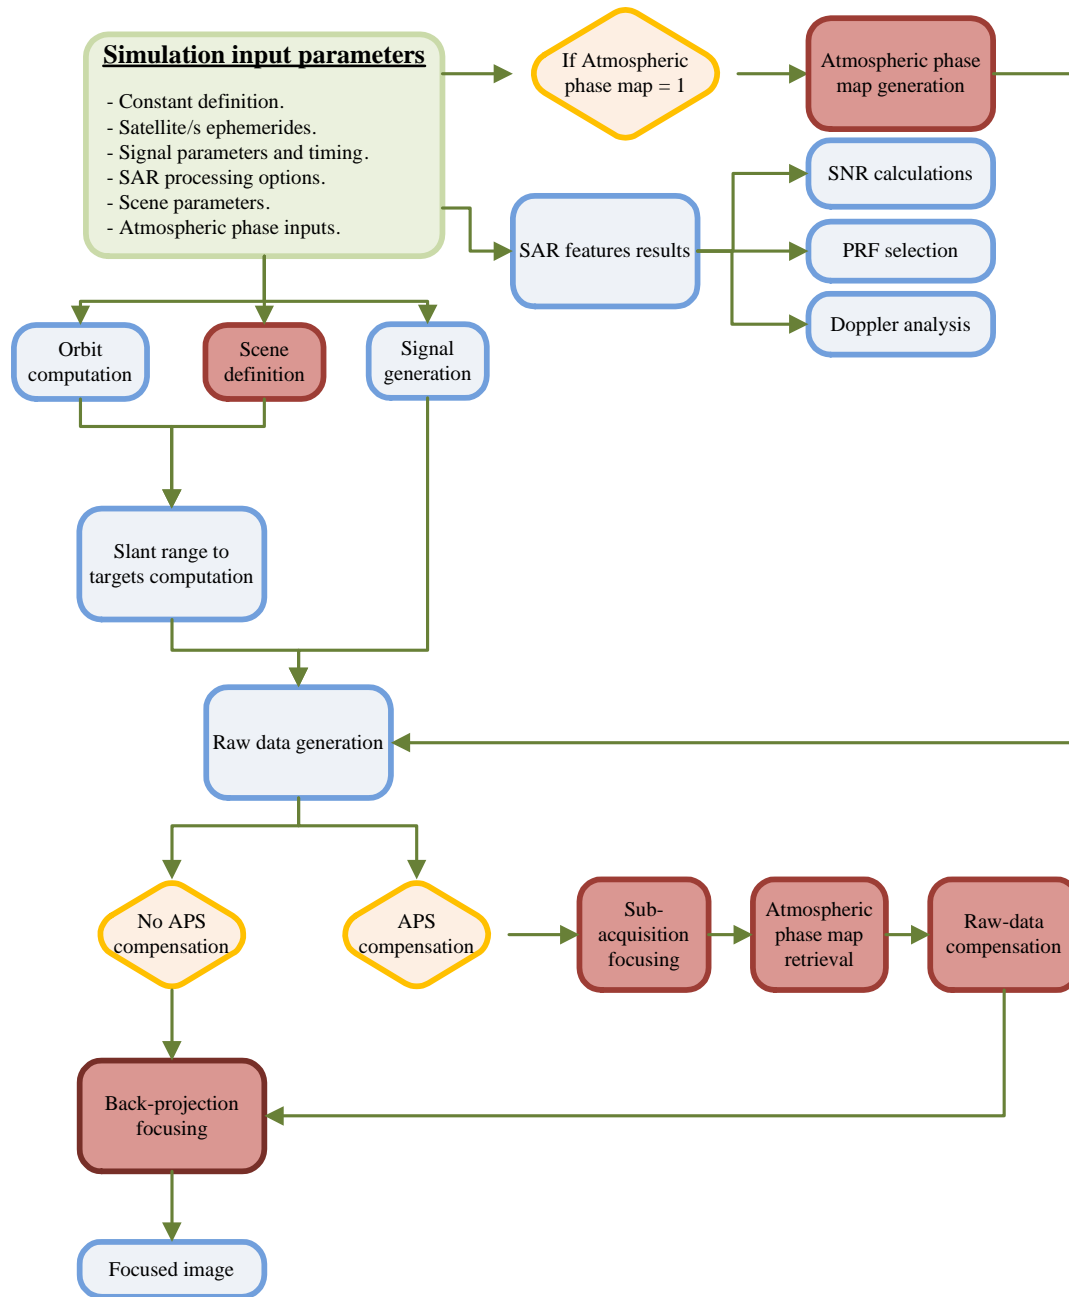 Simulation input parameters
- Constant definition.
- Satellite/s ephemerides.
- Signal parameters and timing.
- SAR processing options.
- Scene parameters.
- Atmospheric phase inputs.
If Atmospheric
phase map = 1
Atmospheric phase
map generation
SAR features results
SNR calculations
PRF selection
Doppler analysis
Orbit
computation
Scene
definition
Signal
generation
Slant range to
targets computation
Raw data generation
No APS
compensation
APS
compensation
Sub-
acquisition
focusing
Atmospheric
phase map
retrieval
Raw-data
compensation
Back-projection
focusing
Focused image